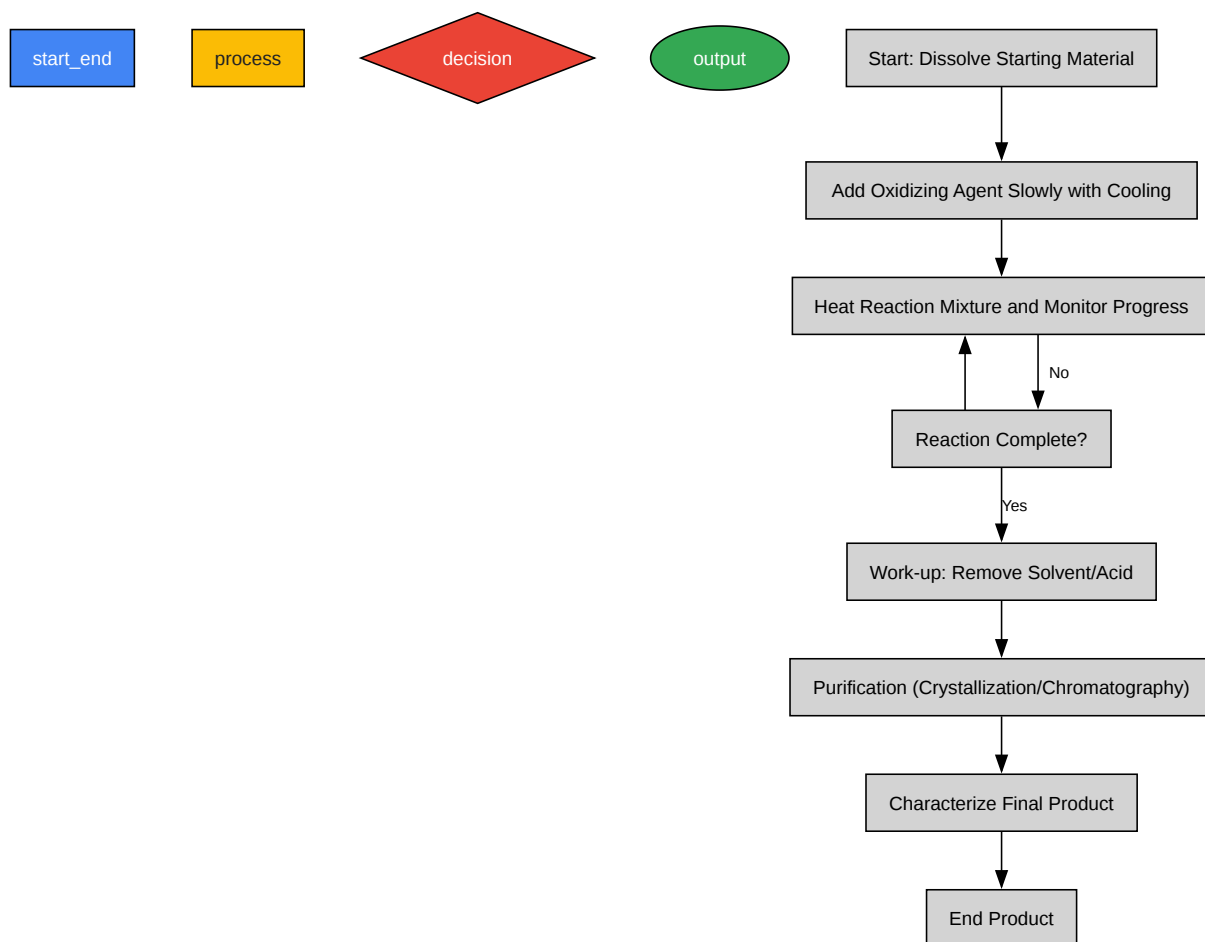 start_end
process
decision
output
Start: Dissolve Starting Material
Add Oxidizing Agent Slowly with Cooling
Heat Reaction Mixture and Monitor Progress
No
Reaction Complete?
Yes
Work-up: Remove Solvent/Acid
Purification (Crystallization/Chromatography)
Characterize Final Product
End Product